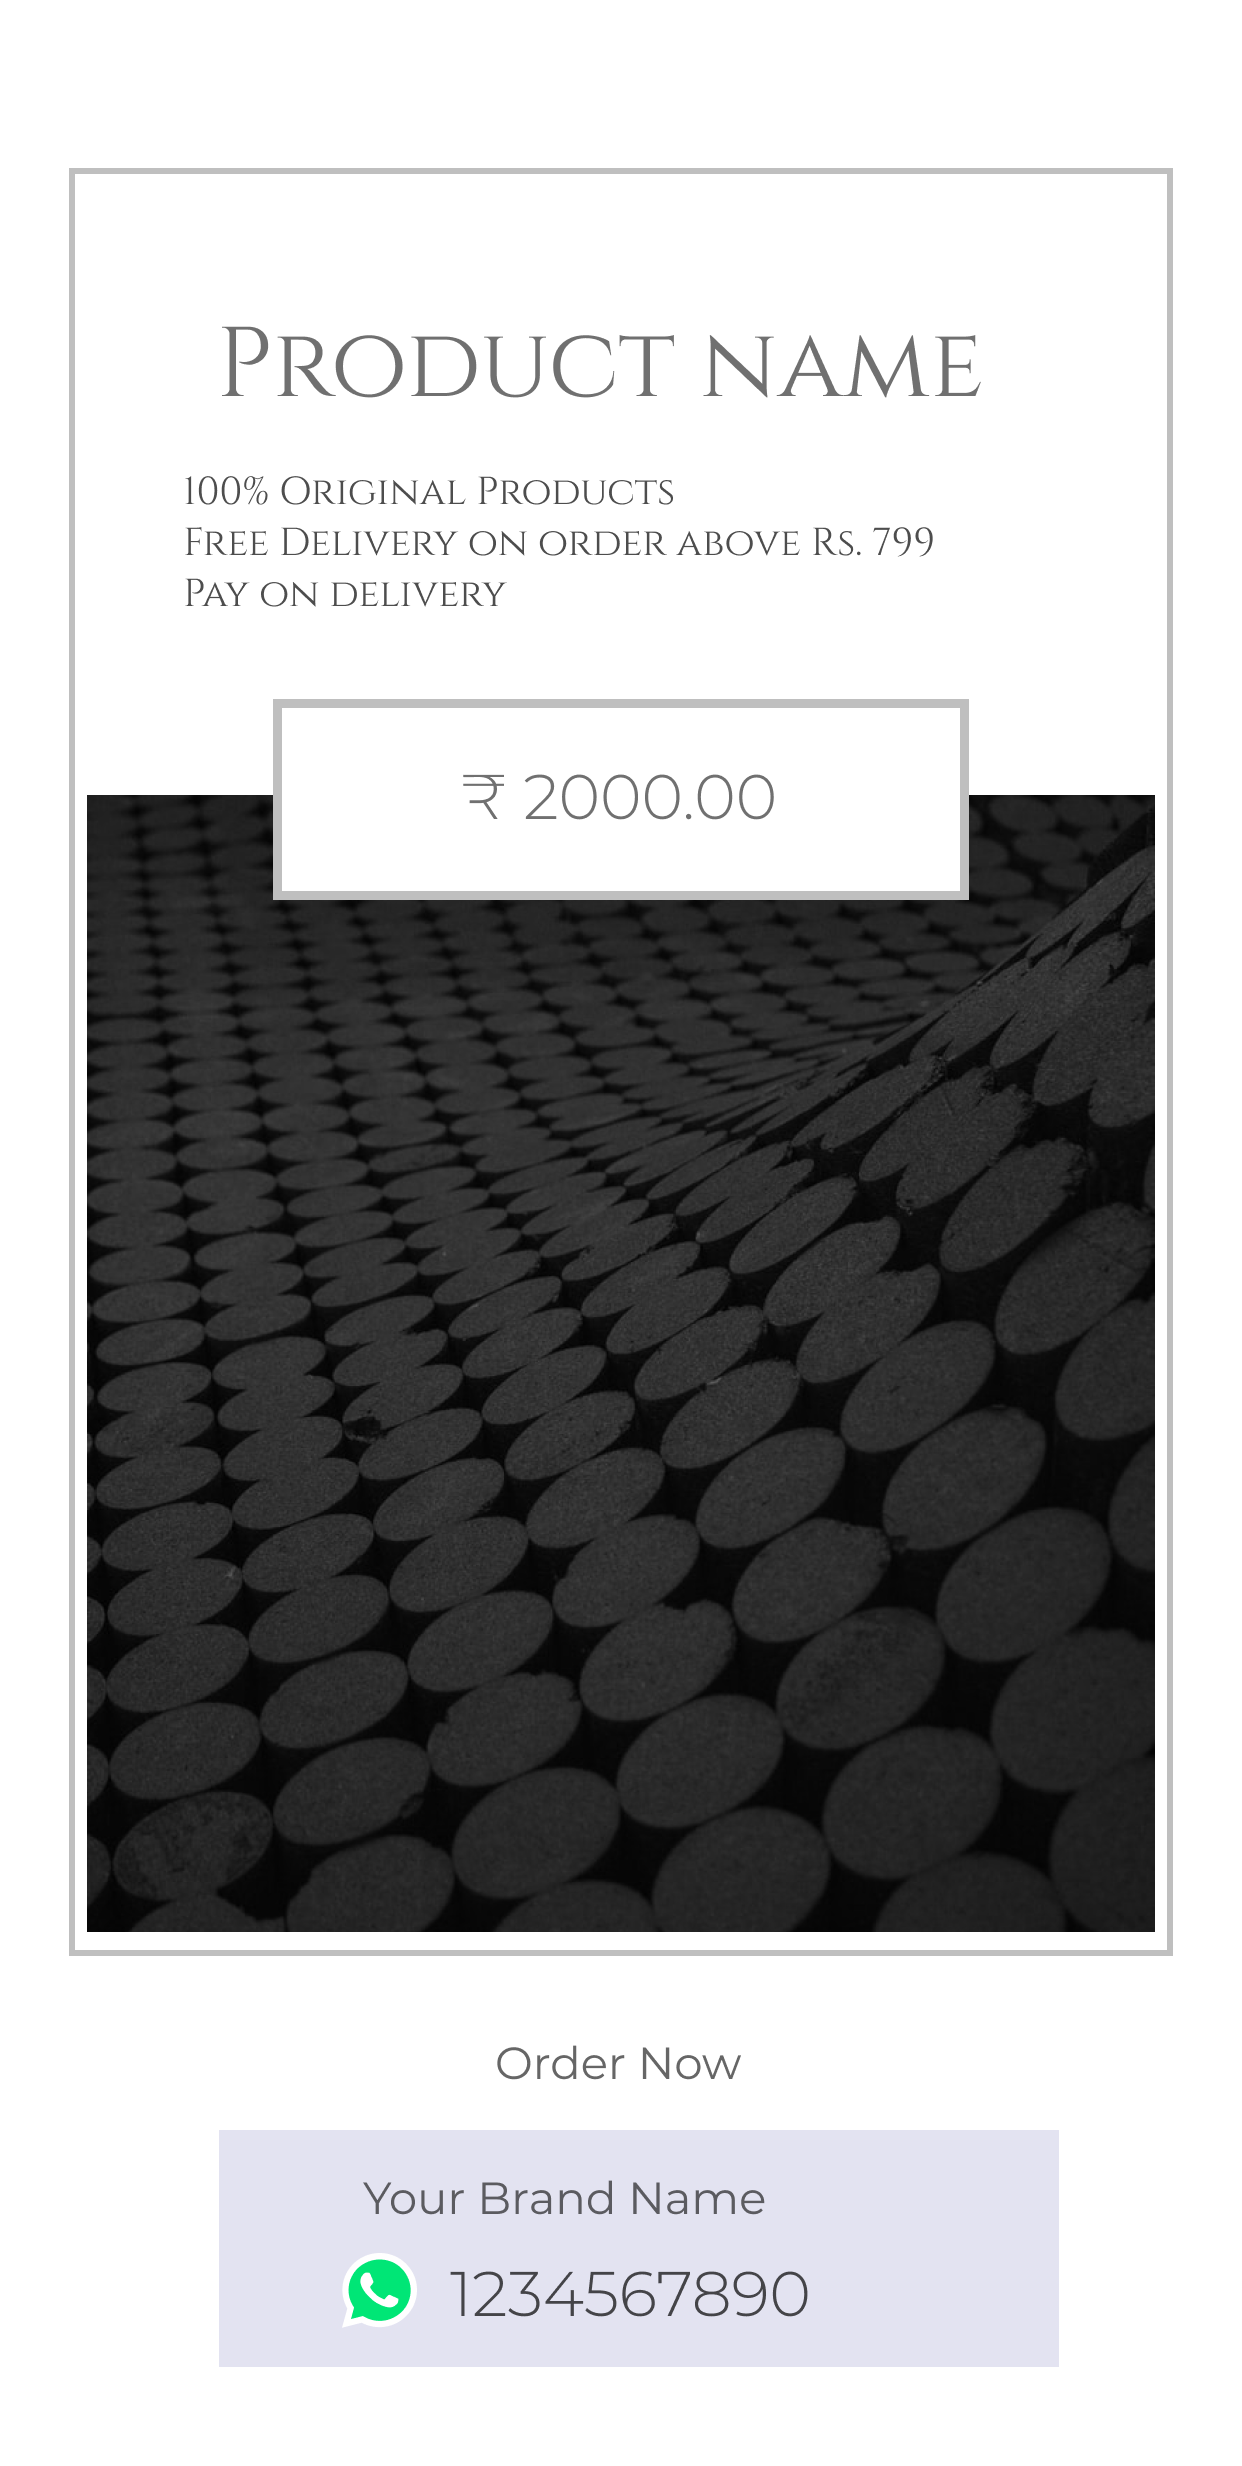 Product name
100% Original Products
Free Delivery on order above Rs. 799
Pay on delivery
₹ 2000.00
Order Now
Your Brand Name
1234567890